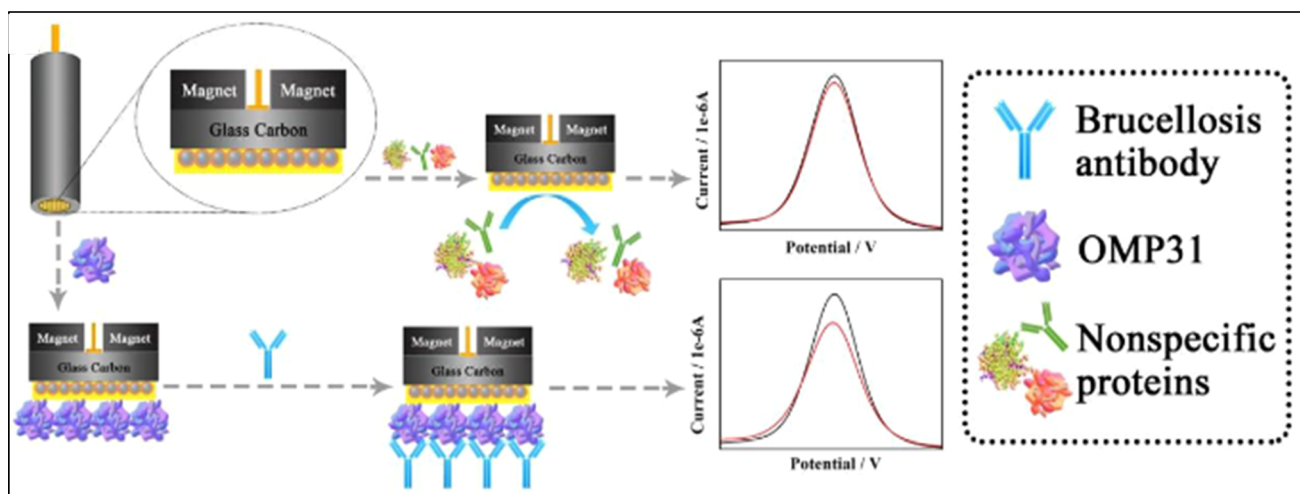 Magnet Magnet
Glass Carbon
Magnet Magnet
Glass Carbon
Current / 1e-6A
Potential / V
Magnet Magnet
Glass Carbon
Magnet Magnet
Glass Carbon
Current / 1e-6A
Potential / V
Brucellosis
antibody
OMP31
Nonspecific
proteins